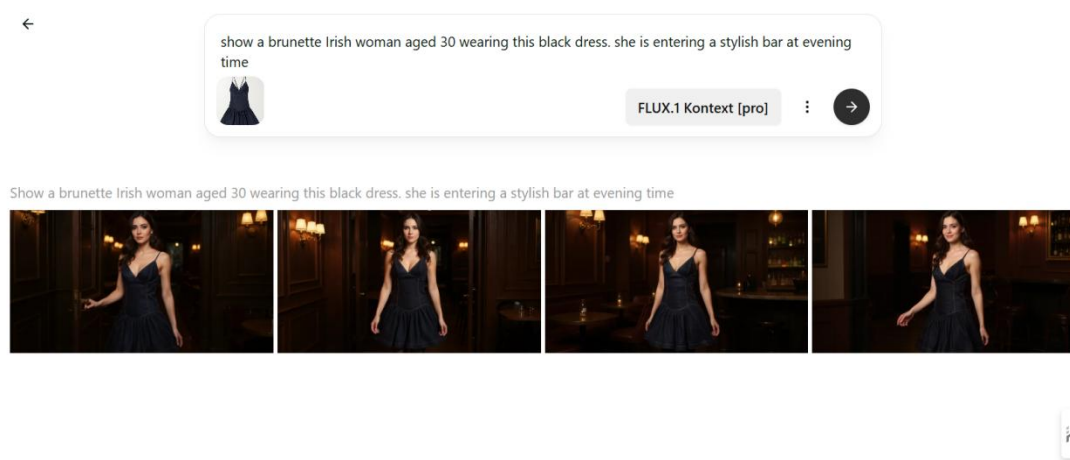 show a brunette Irish woman aged 30 wearing this black dress. she is entering a stylish bar at evening
time
FLUX.1 Kontext [pro]
Show a brunette Irish woman aged 30 wearing this black dress. she is entering a stylish bar at evening time